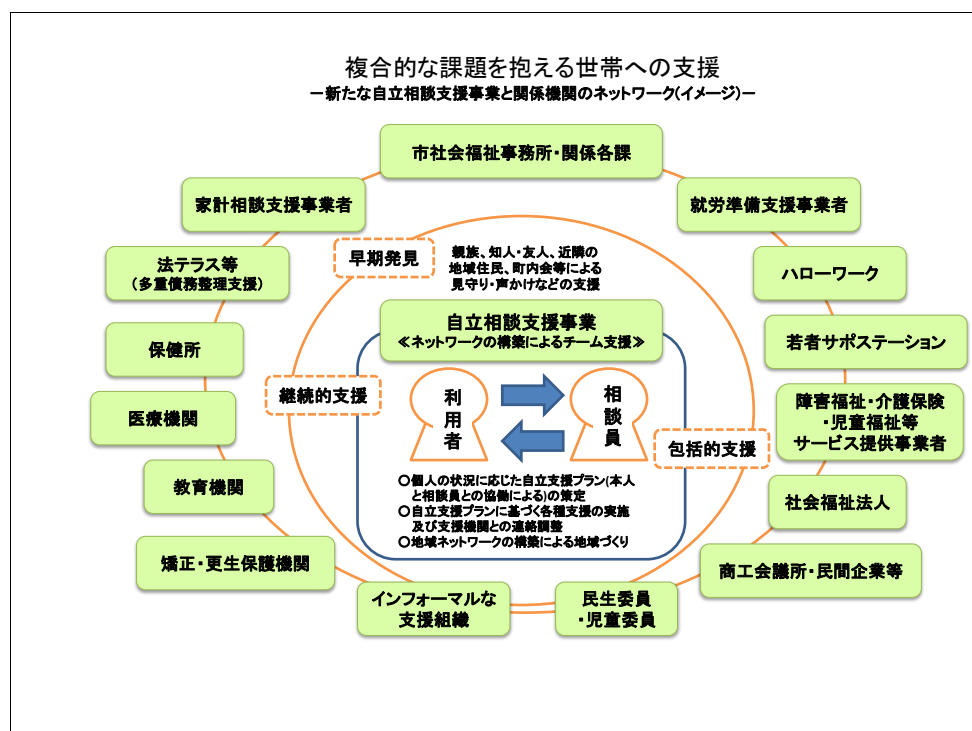 複合的な課題を抱える世帯への支援
－新たな自立相談支援事業と関係機関のネットワーク(イメージ)－
市社会福祉事務所・関係各課
家計相談支援事業者
就労準備支援事業者
早期発見
親族、知人・友人、近隣の
地域住民、町内会等による
見守り・声かけなどの支援
法テラス等
（多重債務整理支援）
ハローワーク
自立相談支援事業
≪ネットワークの構築によるチーム支援≫
保健所
若者サポステーション
継続的支援
利用者
相談員
医療機関
障害福祉・介護保険
・児童福祉等
サービス提供事業者
包括的支援
教育機関
○個人の状況に応じた自立支援プラン(本人
と相談員との協働による)の策定
○自立支援プランに基づく各種支援の実施
及び支援機関との連絡調整
○地域ネットワークの構築による地域づくり
社会福祉法人
矯正・更生保護機関
商工会議所・民間企業等
インフォーマルな
支援組織
民生委員
・児童委員